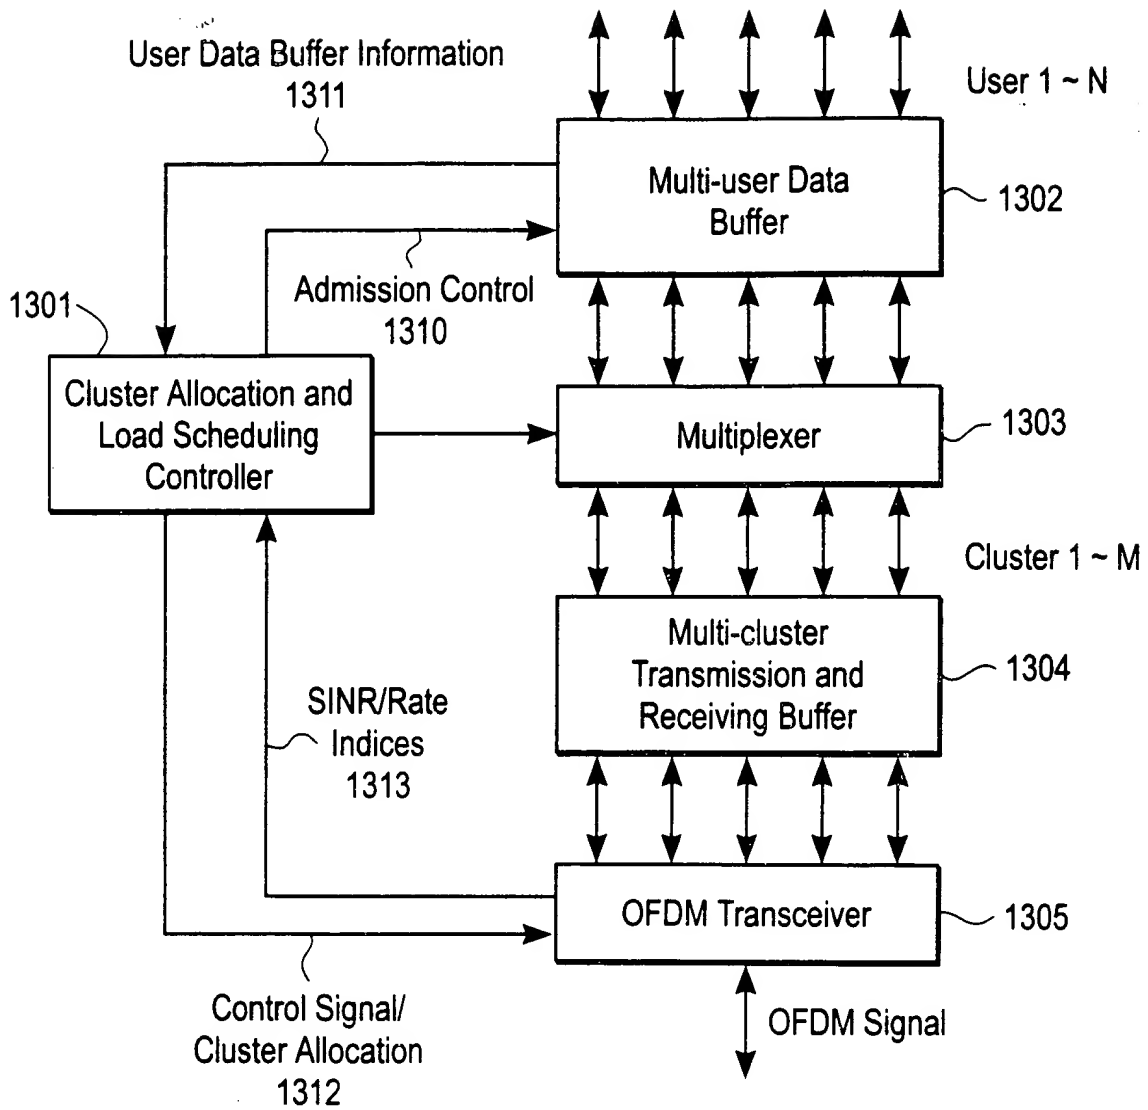 User Data Buffer Information
1311
User 1 ~ N
Multi-user Data
Buffer
1302
Admission Control
1310
1301
Cluster Allocation and
Load Scheduling
Controller
Multiplexer
1303
Cluster 1 ~ M
Multi-cluster
Transmission and
Receiving Buffer
1304
SINR/Rate
Indices
1313
OFDM Transceiver
1305
Control Signal/
Cluster Allocation
1312
OFDM Signal